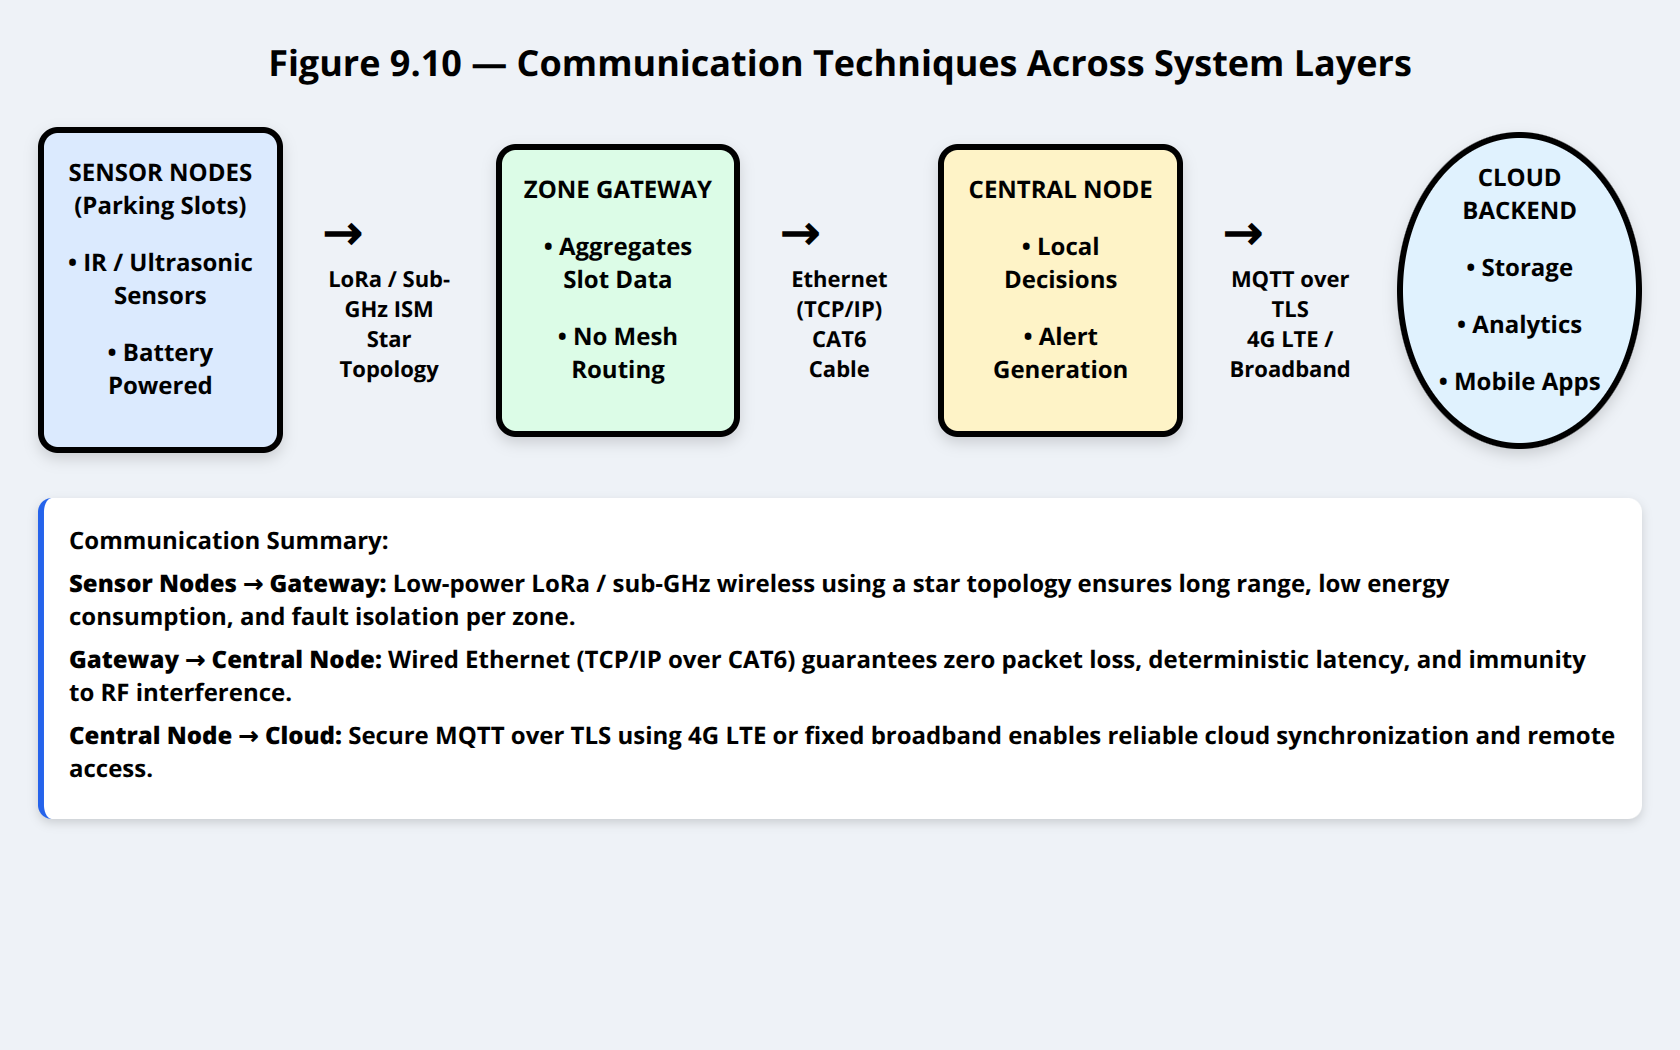 Figure 9.10 — Communication Techniques Across System Layers
SENSOR NODES
(Parking Slots)
• IR / Ultrasonic
Sensors
• Battery
Powered
→
LoRa / Sub-
GHz ISM
Star
Topology
ZONE GATEWAY
• Aggregates
Slot Data
• No Mesh
Routing
→
Ethernet
(TCP/IP)
CAT6
Cable
CENTRAL NODE
• Local
Decisions
• Alert
Generation
→
MQTT over
TLS
4G LTE /
Broadband
CLOUD
BACKEND
• Storage
• Analytics
• Mobile Apps
Communication Summary:
Sensor Nodes → Gateway: Low-power LoRa / sub-GHz wireless using a star topology ensures long range, low energy
consumption, and fault isolation per zone.
Gateway → Central Node: Wired Ethernet (TCP/IP over CAT6) guarantees zero packet loss, deterministic latency, and immunity
to RF interference.
Central Node → Cloud: Secure MQTT over TLS using 4G LTE or fixed broadband enables reliable cloud synchronization and remote
access.